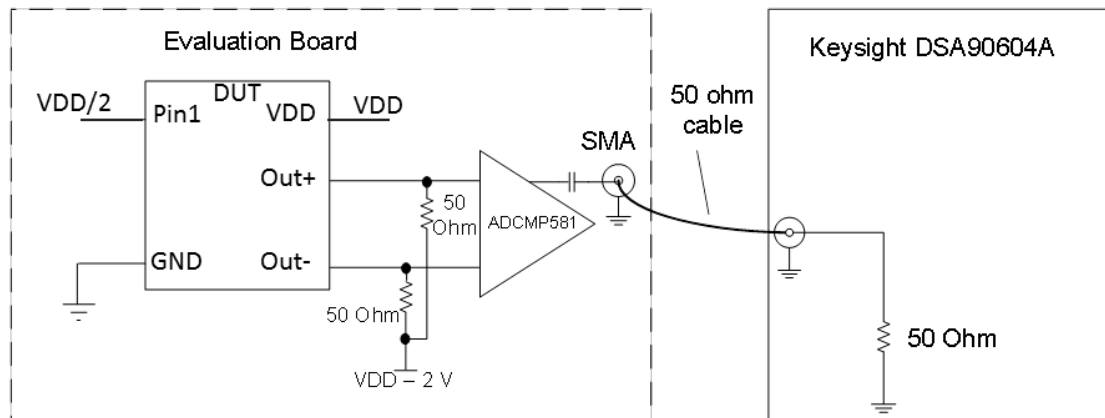 Evaluation Board
Keysight DSA90604A
DUT
VDD/2
Pin1
VDD
VDD
50 ohm
cable
SMA
Out+
50
Ohm
ADCMP581
GND
Out-
50 Ohm
50 Ohm
VDD – 2 V